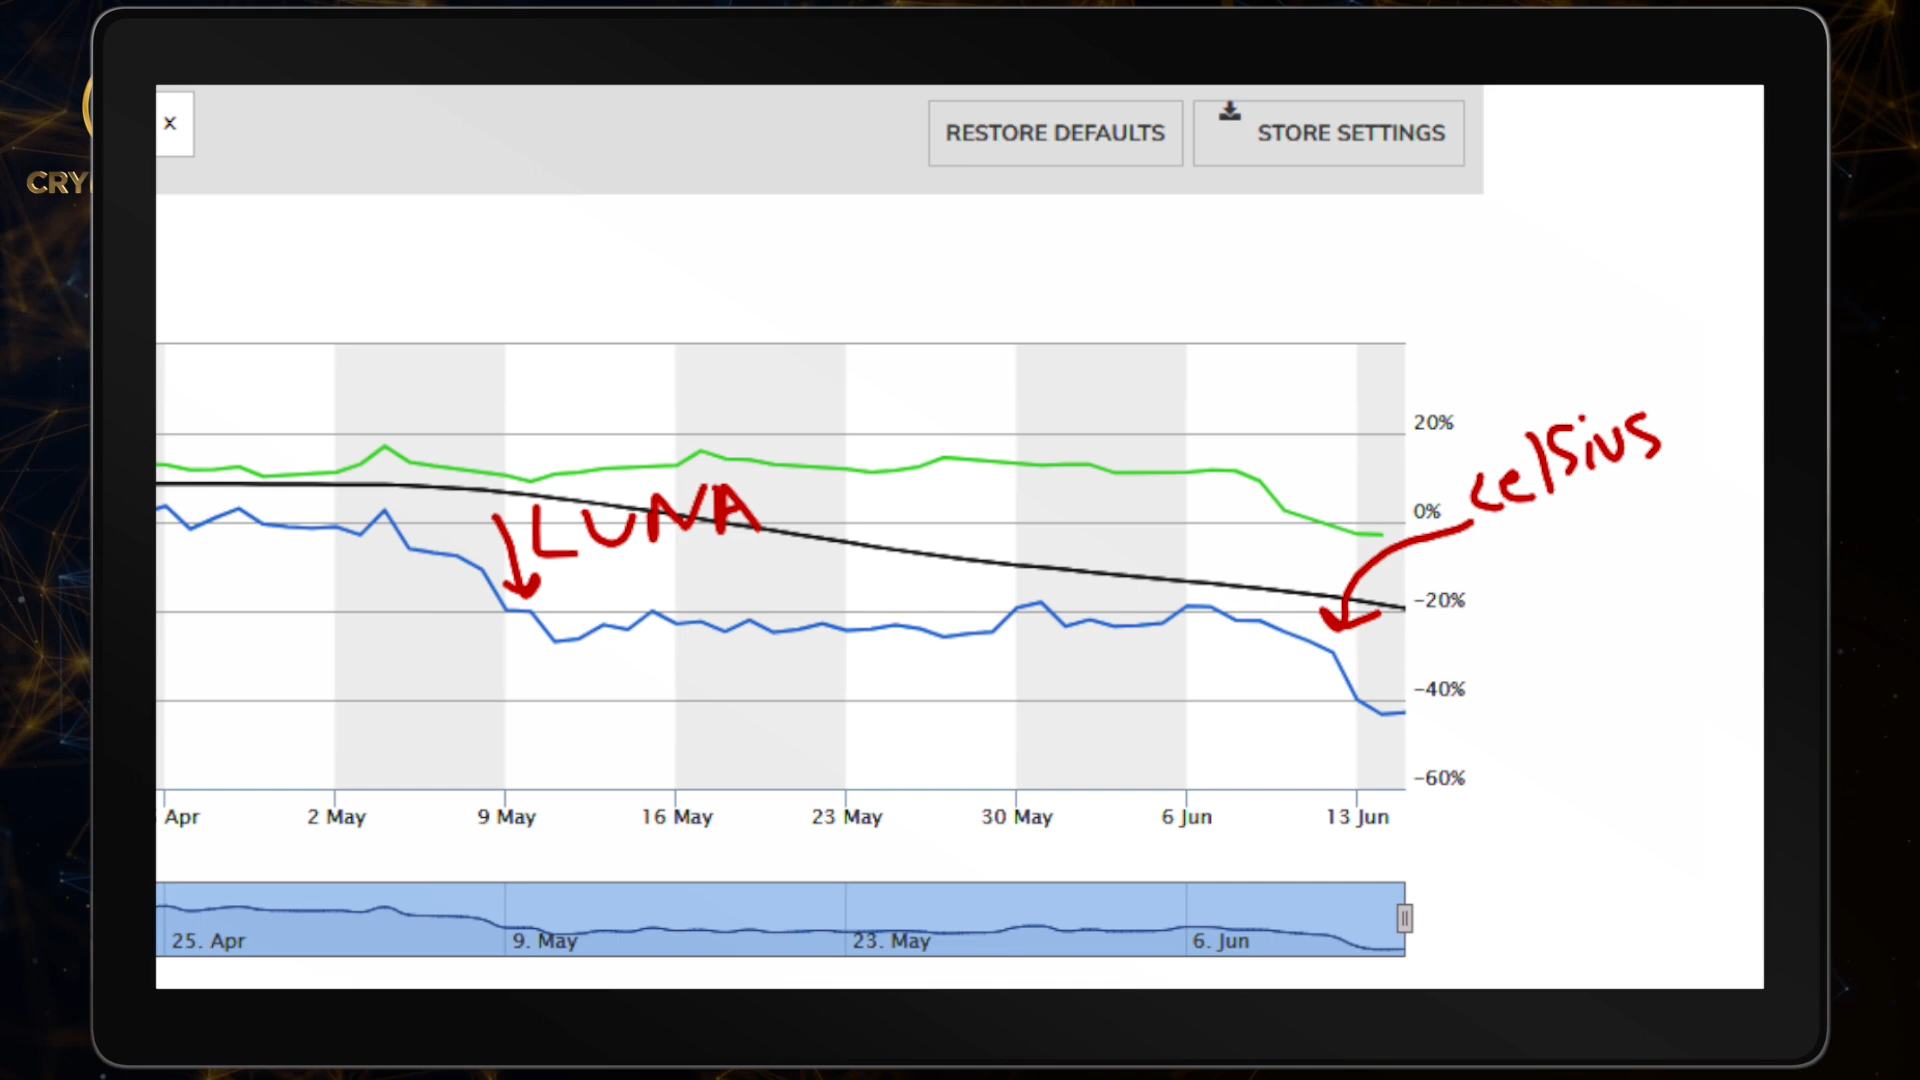 CRY
x
RESTORE DEFAULTS
STORE SETTINGS
20%
0%
-20%
-40%
-60%
LUNA
celsius
Apr
2 May
9 May
16 May
23 May
30 May
6 Jun
13 Jun
25. Apr
9. May
23. May
6. Jun